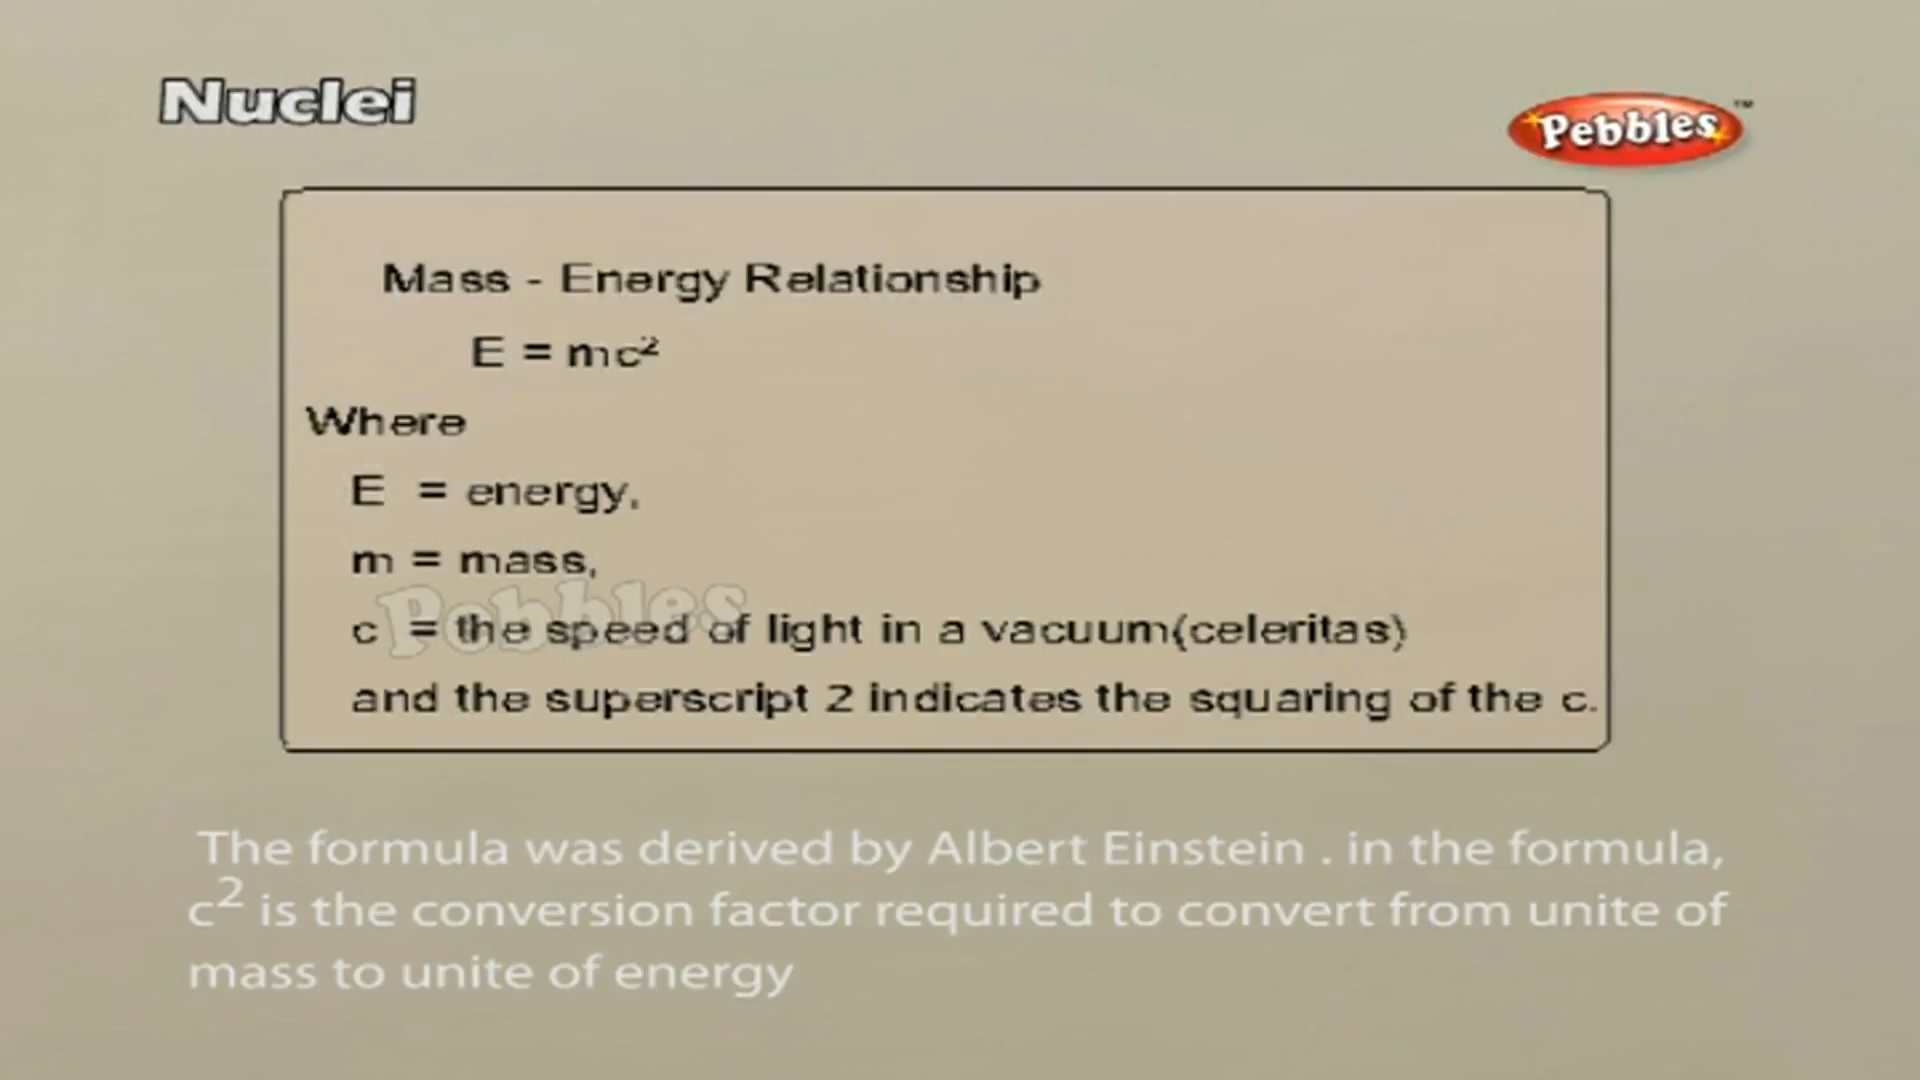 Nuclei
Pebbles™
Mass - Energy Relationship
E = mc²
Where
E = energy,
m = mass,
Pebbles
c = the speed of light in a vacuum(celeritas)
and the superscript 2 indicates the squaring of the c.
The formula was derived by Albert Einstein . in the formula,
c² is the conversion factor required to convert from unite of
mass to unite of energy